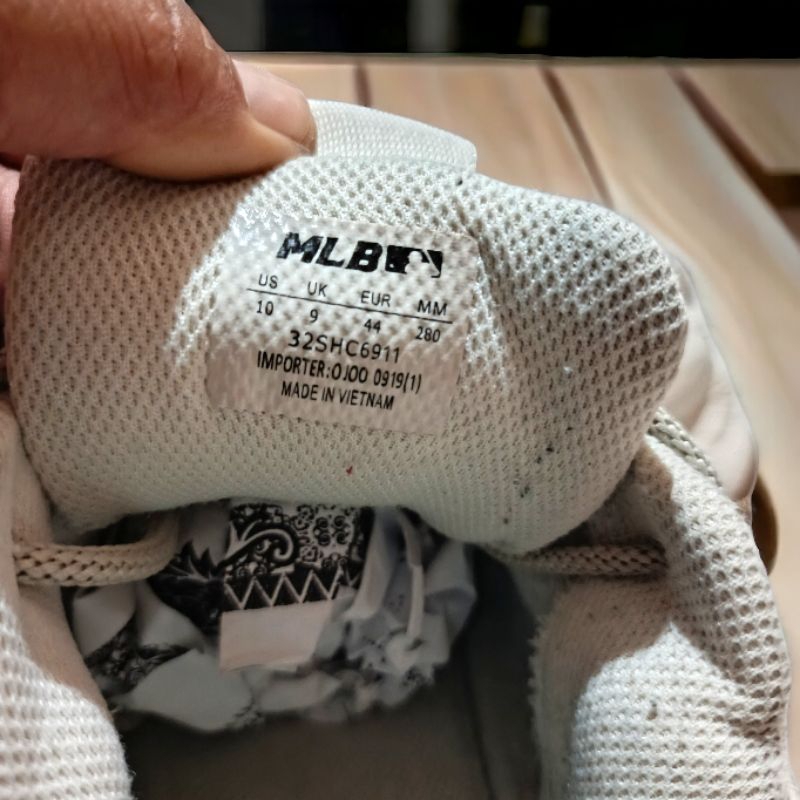 MLB
US UK EUR MM
10 9 44 280
32SHC6911
IMPORTER:OJOO 0919(1)
MADE IN VIETNAM